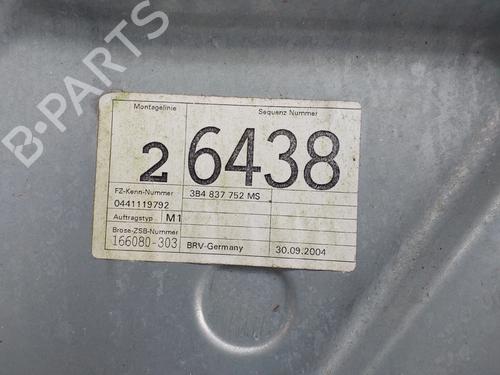 B-PARTS
Montagelinie
Sequenz Nummer
2 6438
FZ-Kenn-Nummer
3B4 837 752 MS
0441119792
Auftragstyp M1
Brose-ZSB-Nummer
166080-303
BRV-Germany
30.09.2004